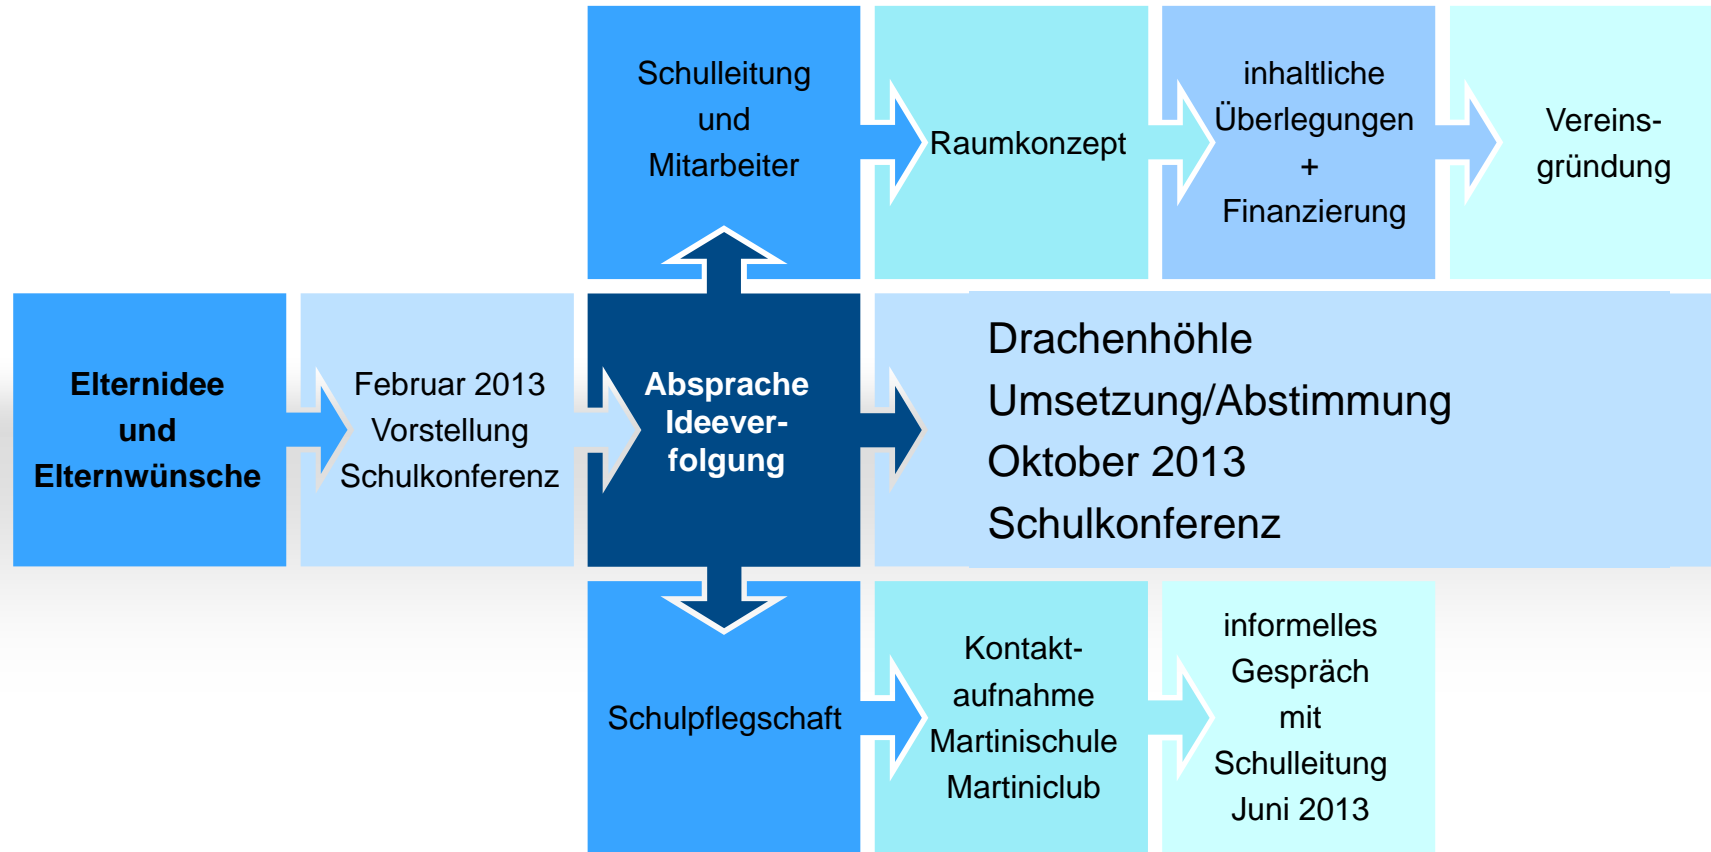 Schulleitung
und
Mitarbeiter
Raumkonzept
inhaltliche
Überlegungen
+
Finanzierung
Vereins-
gründung
Elternidee
und
Elternwünsche
Februar 2013
Vorstellung
Schulkonferenz
Absprache
Ideever-
folgung
Drachenhöhle
Umsetzung/Abstimmung
Oktober 2013
Schulkonferenz
Schulpflegschaft
Kontakt-
aufnahme
Martinischule
Martiniclub
informelles
Gespräch
mit
Schulleitung
Juni 2013